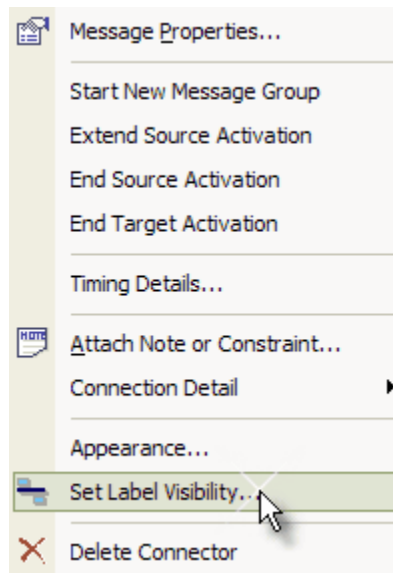 Message Properties...
Start New Message Group
Extend Source Activation
End Source Activation
End Target Activation
Timing Details...
NOTE
Attach Note or Constraint...
Connection Detail
Appearance...
Set Label Visibility...
Delete Connector